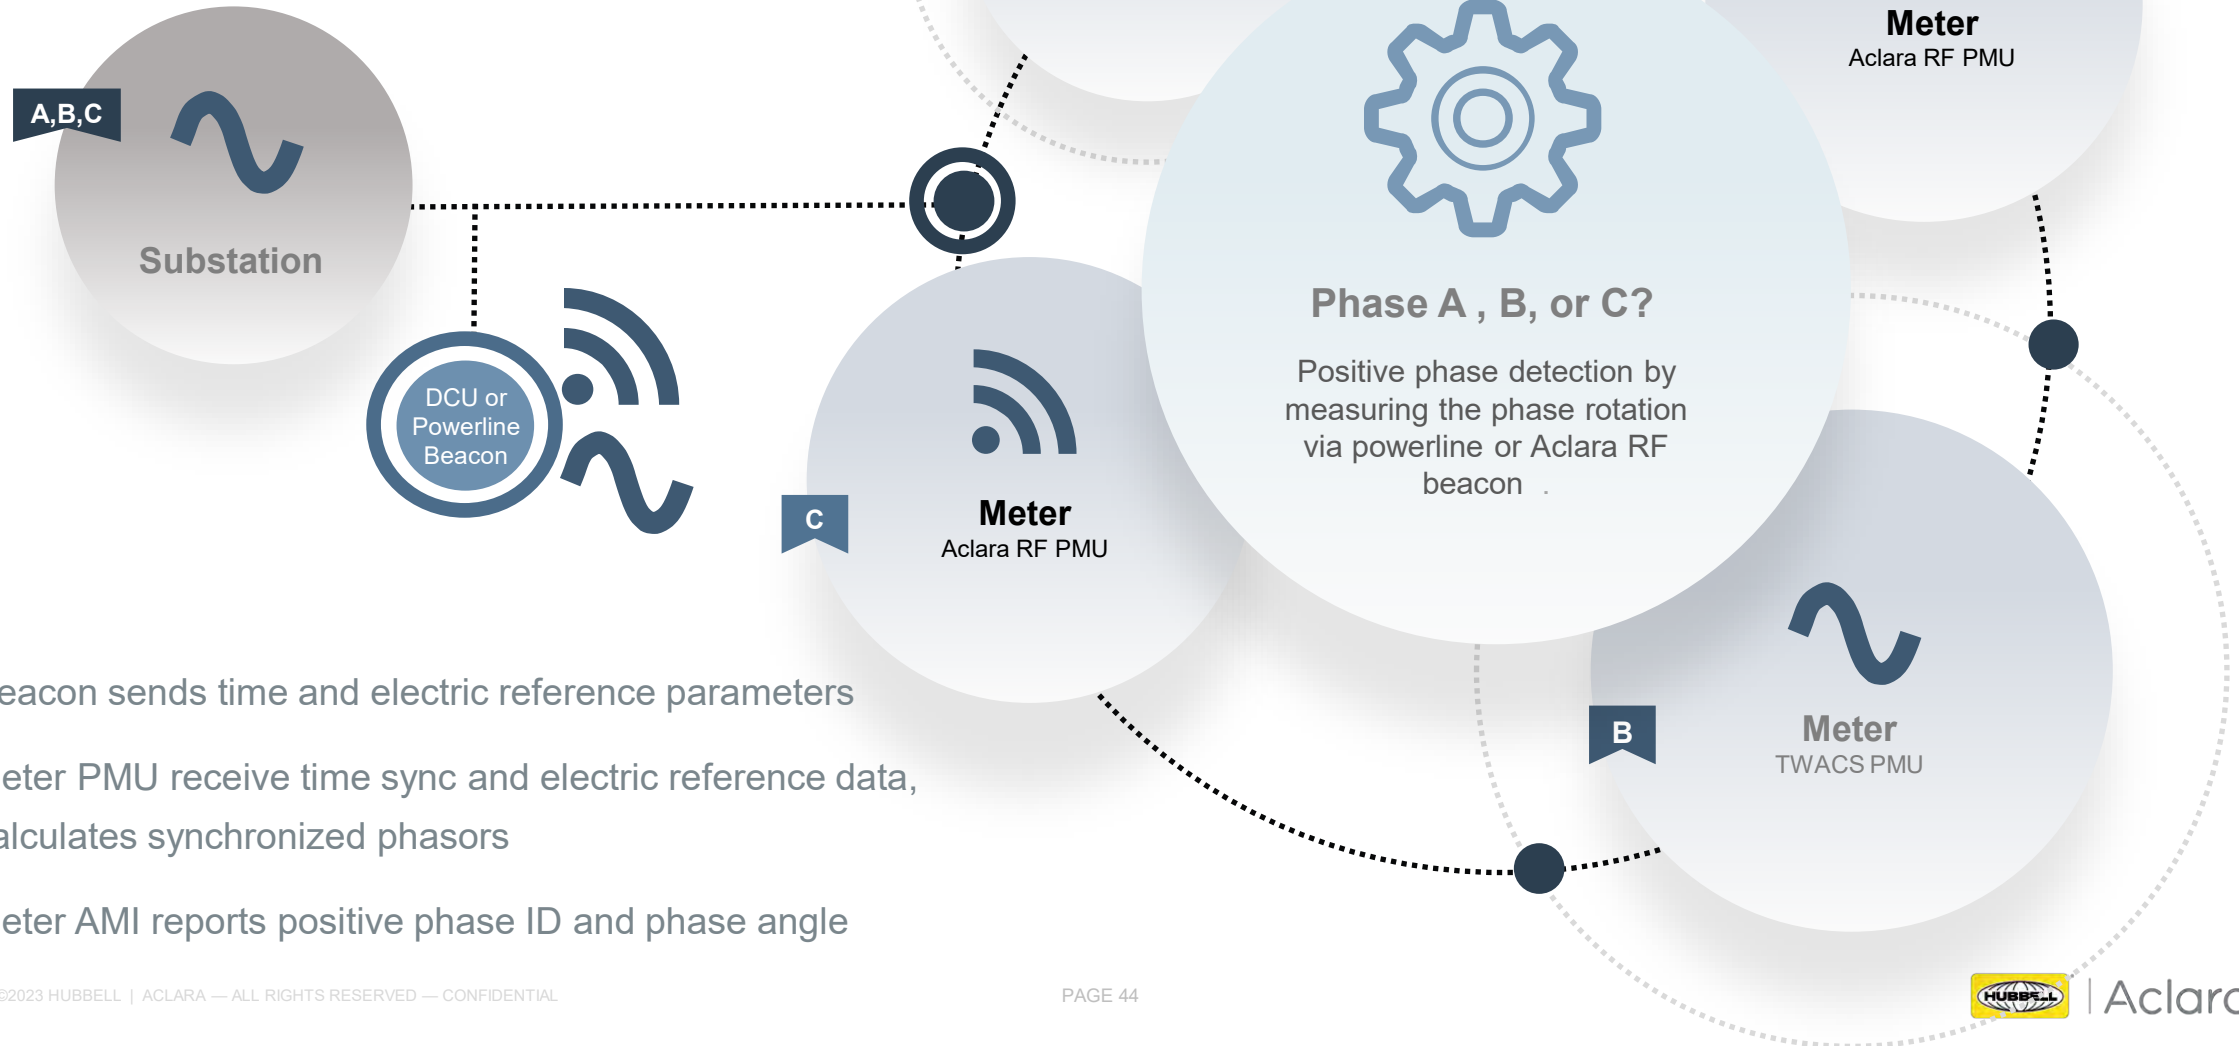 Meter
Aclara RF PMU
A,B,C
Substation
DCU or
Powerline
Beacon
Phase A , B, or C?
Positive phase detection by
measuring the phase rotation
via powerline or Aclara RF
beacon .
C
Meter
Aclara RF PMU
B
Meter
TWACS PMU
eacon sends time and electric reference parameters
eter PMU receive time sync and electric reference data,
alculates synchronized phasors
eter AMI reports positive phase ID and phase angle
©2023 HUBBELL | ACLARA — ALL RIGHTS RESERVED — CONFIDENTIAL
PAGE 44
HUBBELL | Aclara